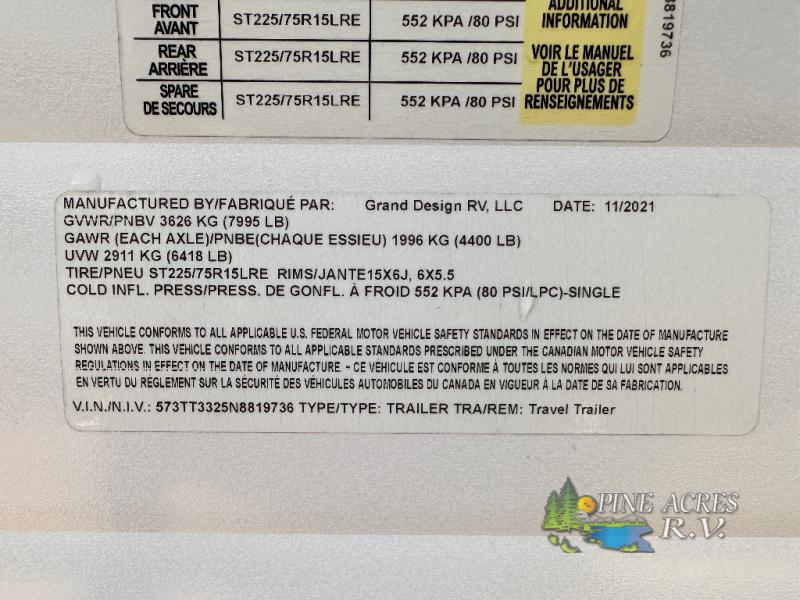 ADDITIONAL
FRONT
AVANT
ST225/75R15LRE
552 KPA /80 PSI
INFORMATION
REAR
ARRIÈRE
ST225/75R15LRE
552 KPA /80 PSI
VOIR LE MANUEL
DE L'USAGER
POUR PLUS DE
RENSEIGNEMENTS
SPARE
DE SECOURS
ST225/75R15LRE
552 KPA /80 PSI
8819736
MANUFACTURED BY/FABRIQUÉ PAR: Grand Design RV, LLC DATE: 11/2021
GVWR/PNBV 3626 KG (7995 LB)
GAWR (EACH AXLE)/PNBE(CHAQUE ESSIEU) 1996 KG (4400 LB)
UVW 2911 KG (6418 LB)
TIRE/PNEU ST225/75R15LRE RIMS/JANTE15X6J, 6X5.5
COLD INFL. PRESS/PRESS. DE GONFL. À FROID 552 KPA (80 PSI/LPC)-SINGLE
THIS VEHICLE CONFORMS TO ALL APPLICABLE U.S. FEDERAL MOTOR VEHICLE SAFETY STANDARDS IN EFFECT ON THE DATE OF MANUFACTURE
SHOWN ABOVE. THIS VEHICLE CONFORMS TO ALL APPLICABLE STANDARDS PRESCRIBED UNDER THE CANADIAN MOTOR VEHICLE SAFETY
REGULATIONS IN EFFECT ON THE DATE OF MANUFACTURE. - CE VÉHICULE EST CONFORME À TOUTES LES NORMES QUI LUI SONT APPLICABLES
EN VERTU DU RÉGLEMENT SUR LA SÉCURITÉ DES VÉHICULES AUTOMOBILES DU CANADA EN VIGUEUR À LA DATE DE SA FABRICATION.
V.I.N./N.I.V.: 573TT3325N8819736 TYPE/TYPE: TRAILER TRA/REM: Travel Trailer
PINE ACRES
R.V.